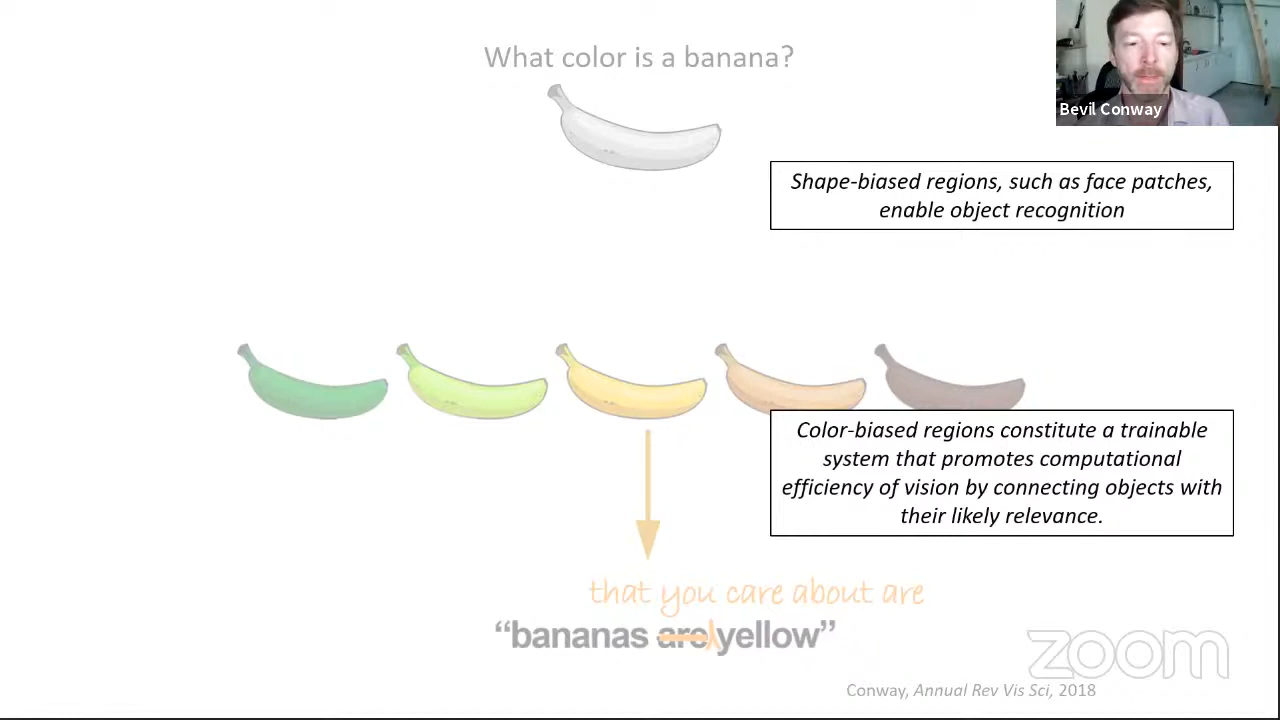 What color is a banana?
Bevil Conway
Shape-biased regions, such as face patches,
enable object recognition
Color-biased regions constitute a trainable
system that promotes computational
efficiency of vision by connecting objects with
their likely relevance.
that you care about are
“bananas are yellow”
zoom
Conway, Annual Rev Vis Sci, 2018